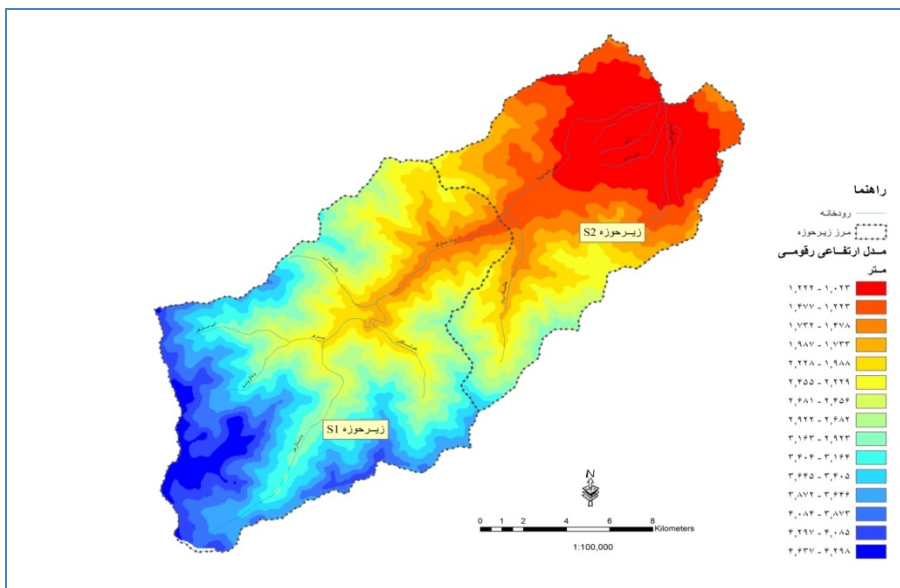 زیرحوزه S2
زیرحوزه S1
راهنما
رودخانه
مرز زیرحوزه
مدل ارتفاعی رقومی
متر
۱,۲۲۲ - ۱,۰۲۳
۱,۴۷۷ - ۱,۲۲۳
۱,۷۳۲ - ۱,۴۷۸
۱,۹۸۷ - ۱,۷۳۳
۲,۲۲۸ - ۱,۹۸۸
۲,۴۵۵ - ۲,۲۲۹
۲,۶۸۱ - ۲,۴۵۶
۲,۹۲۲ - ۲,۶۸۲
۳,۱۶۳ - ۲,۹۲۳
۳,۴۰۴ - ۳,۱۶۴
۳,۶۴۵ - ۳,۴۰۵
۳,۸۷۲ - ۳,۶۴۶
۴,۰۸۴ - ۳,۸۷۳
۴,۲۹۷ - ۴,۰۸۵
۴,۶۳۷ - ۴,۲۹۸
N
0 1 2 4 6 8 Kilometers
1:100,000